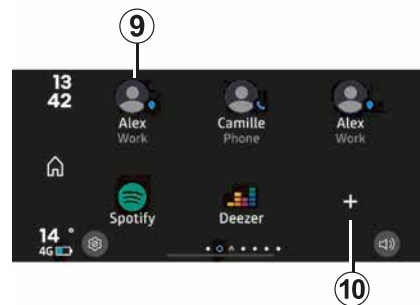 9
13
42
Alex
Work
Camille
Phone
Alex
Work
Spotify
Deezer
+
14 °
4G
10